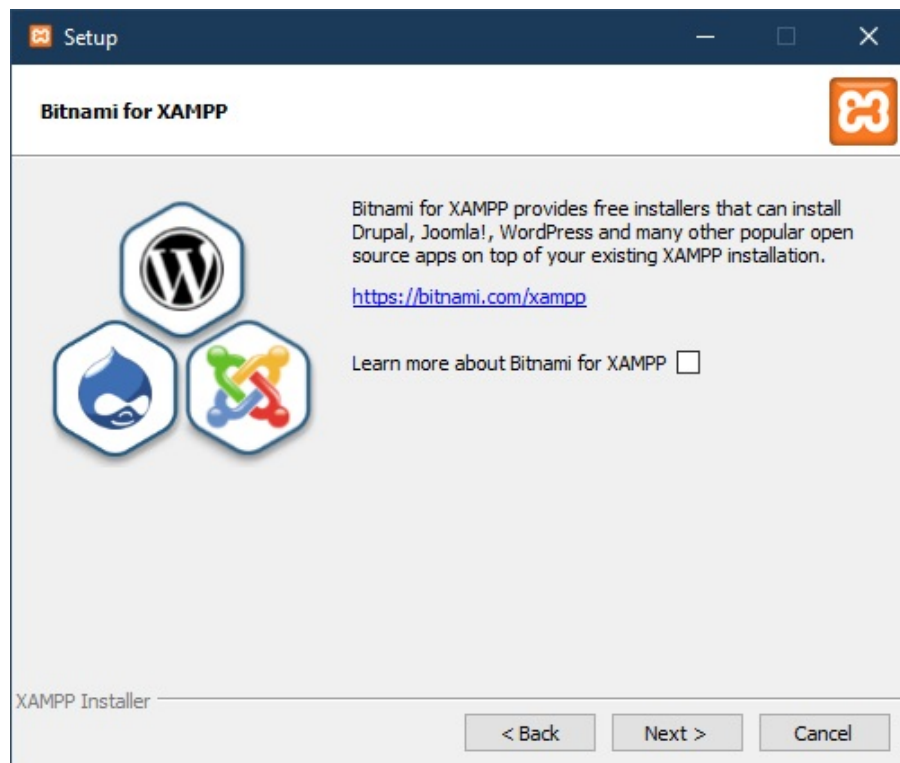 Setup
Bitnami for XAMPP
Bitnami for XAMPP provides free installers that can install
Drupal, Joomla!, WordPress and many other popular open
source apps on top of your existing XAMPP installation.
https://bitnami.com/xampp
Learn more about Bitnami for XAMPP
XAMPP Installer
< Back
Next >
Cancel